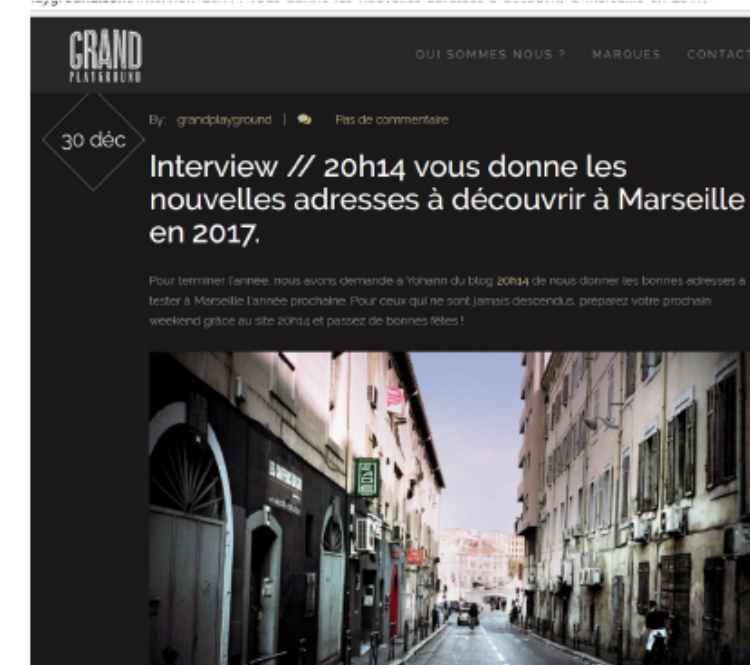 GRAND
PLAYGROUND
QUI SOMMES NOUS ?
MARQUES
CONTACT
30 déc
By: grandplayground | Pas de commentaire
Interview // 20h14 vous donne les
nouvelles adresses à découvrir à Marseille
en 2017.
Pour terminer l'année, nous avons demandé à Yohann du blog 20h14 de nous donner les bonnes adresses à
tester à Marseille l'année prochaine. Pour ceux qui ne sont jamais descendus, préparez votre prochain
weekend grâce au site 20h14 et passez de bonnes fêtes !